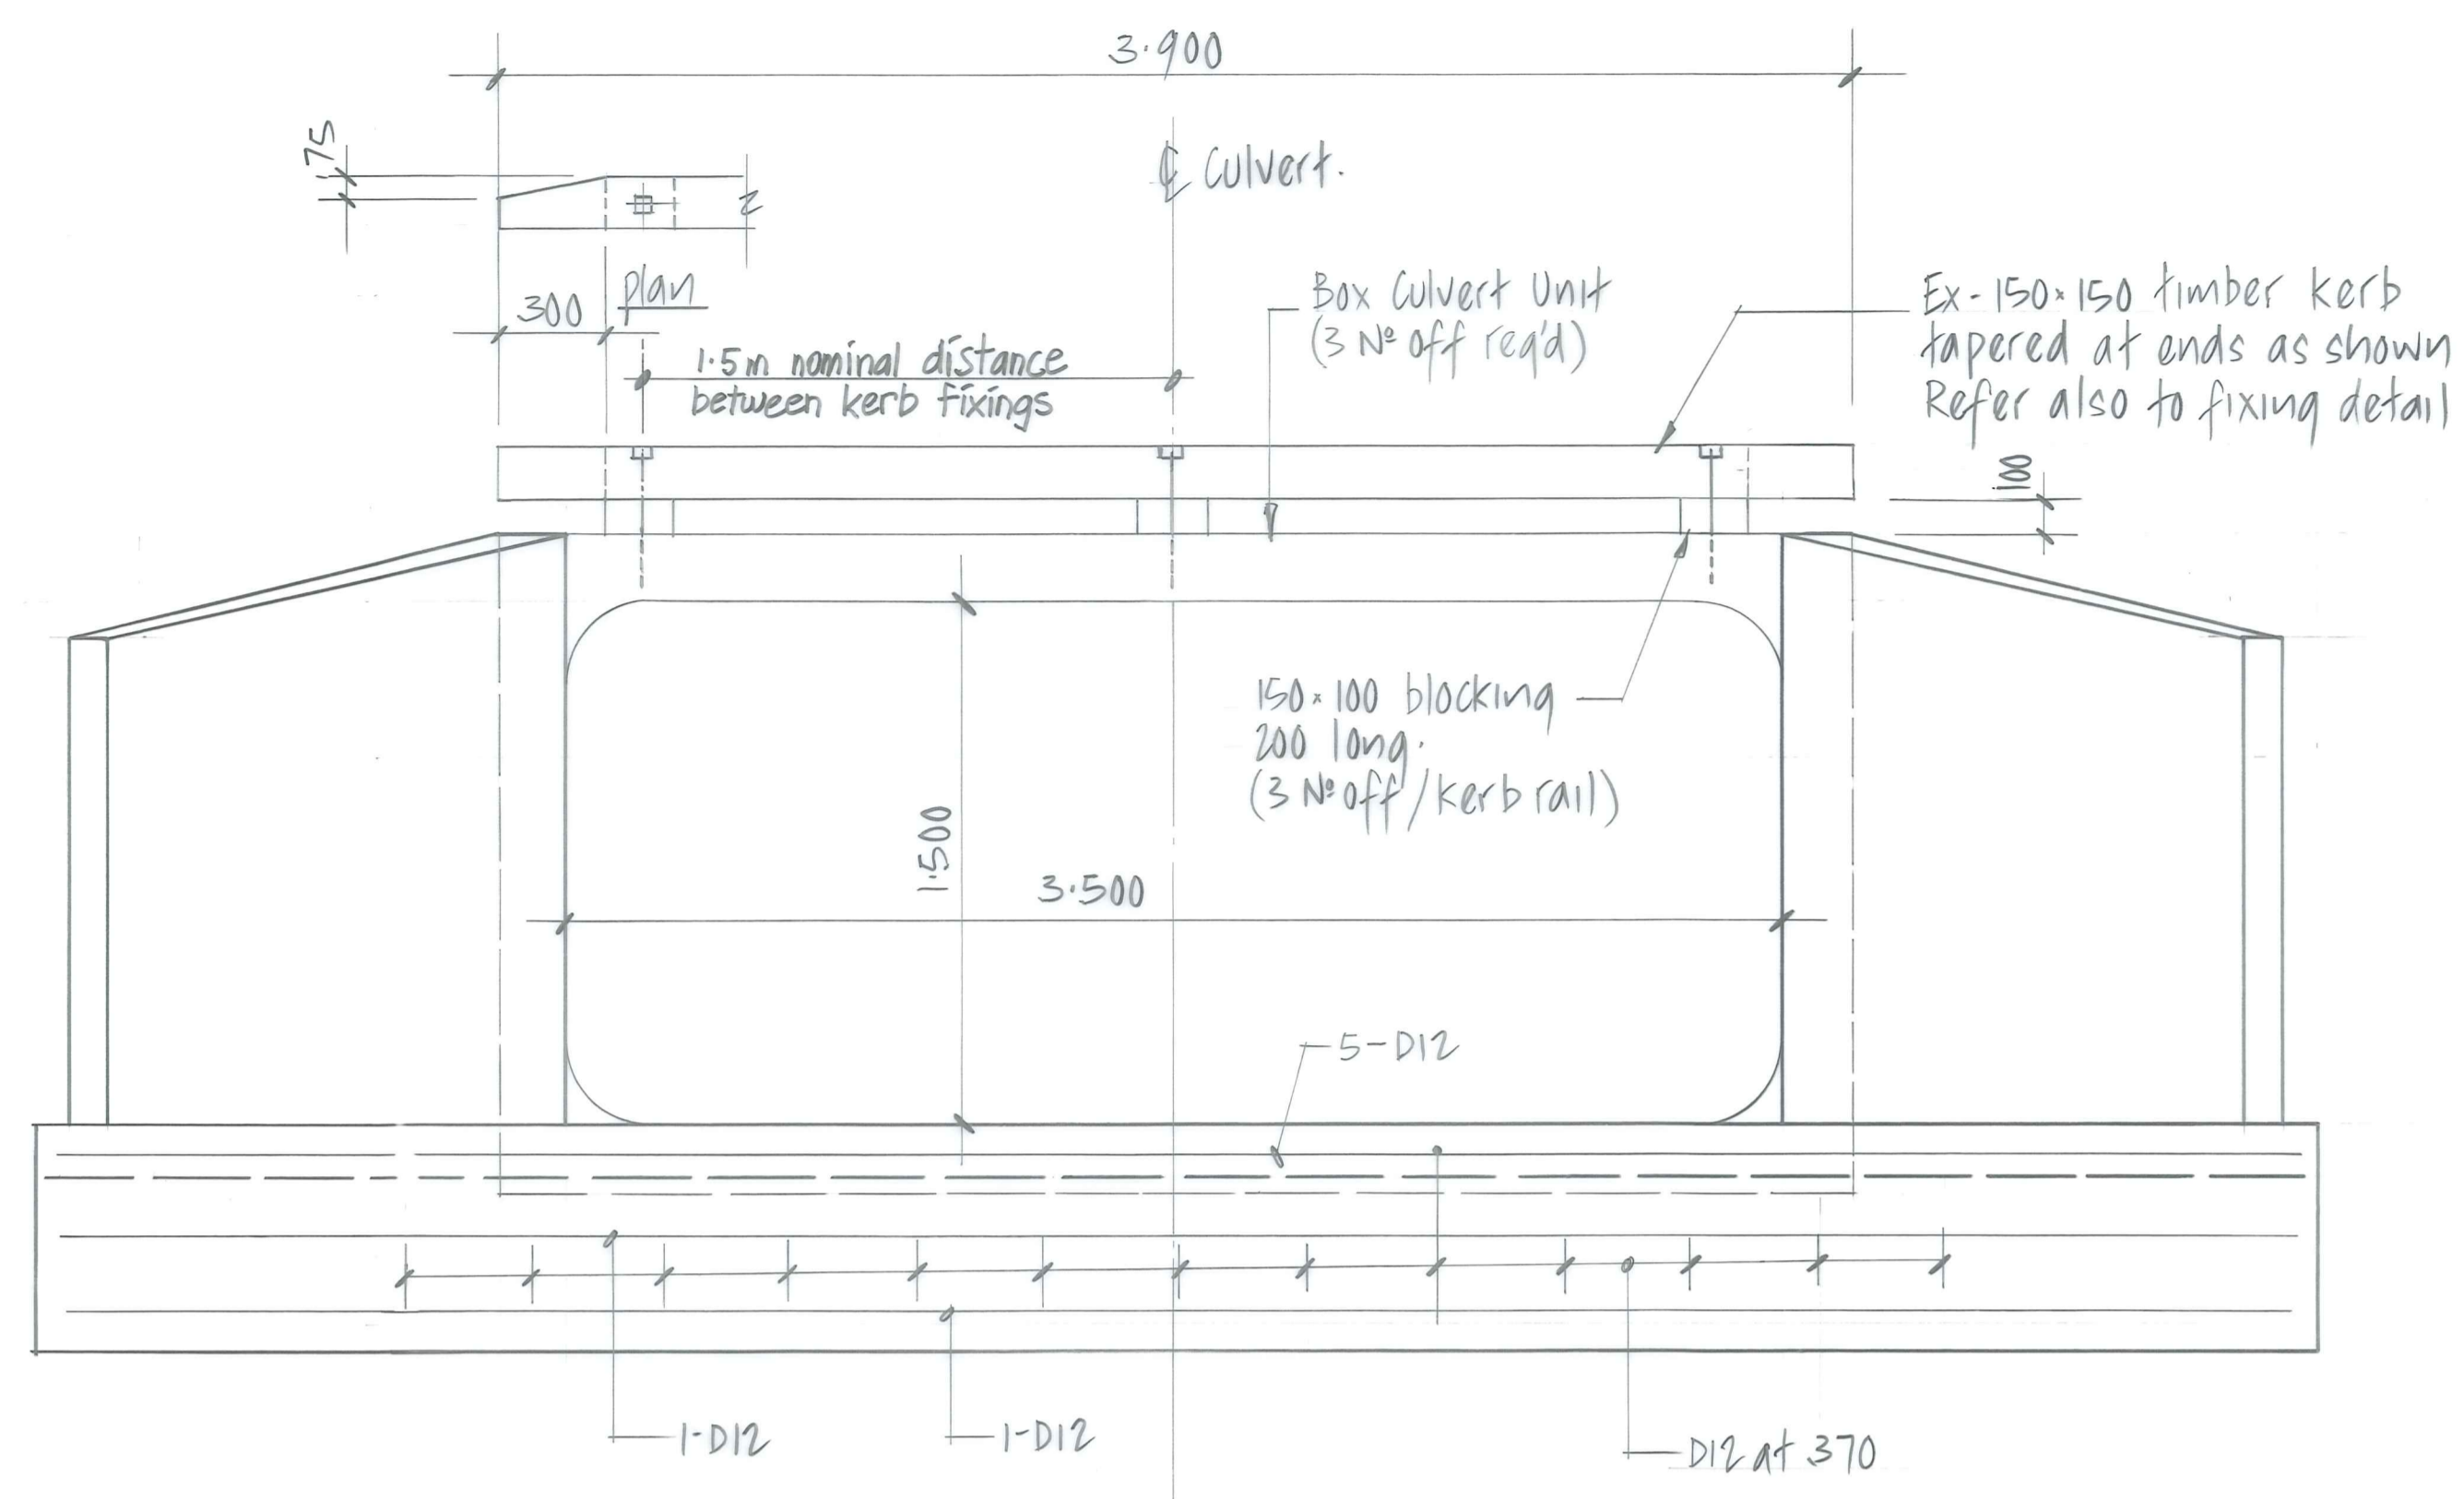 3.900
75
℄ Culvert.
plan
300
1.5m nominal distance
between kerb fixings
Box Culvert Unit
(3 Nº off req'd)
Ex-150×150 timber kerb
tapered at ends as shown
Refer also to fixing detail
100
150×100 blocking
200 long.
(3 Nº off/kerb rail)
1.500
3.500
5-D12
1-D12
1-D12
D12 at 370